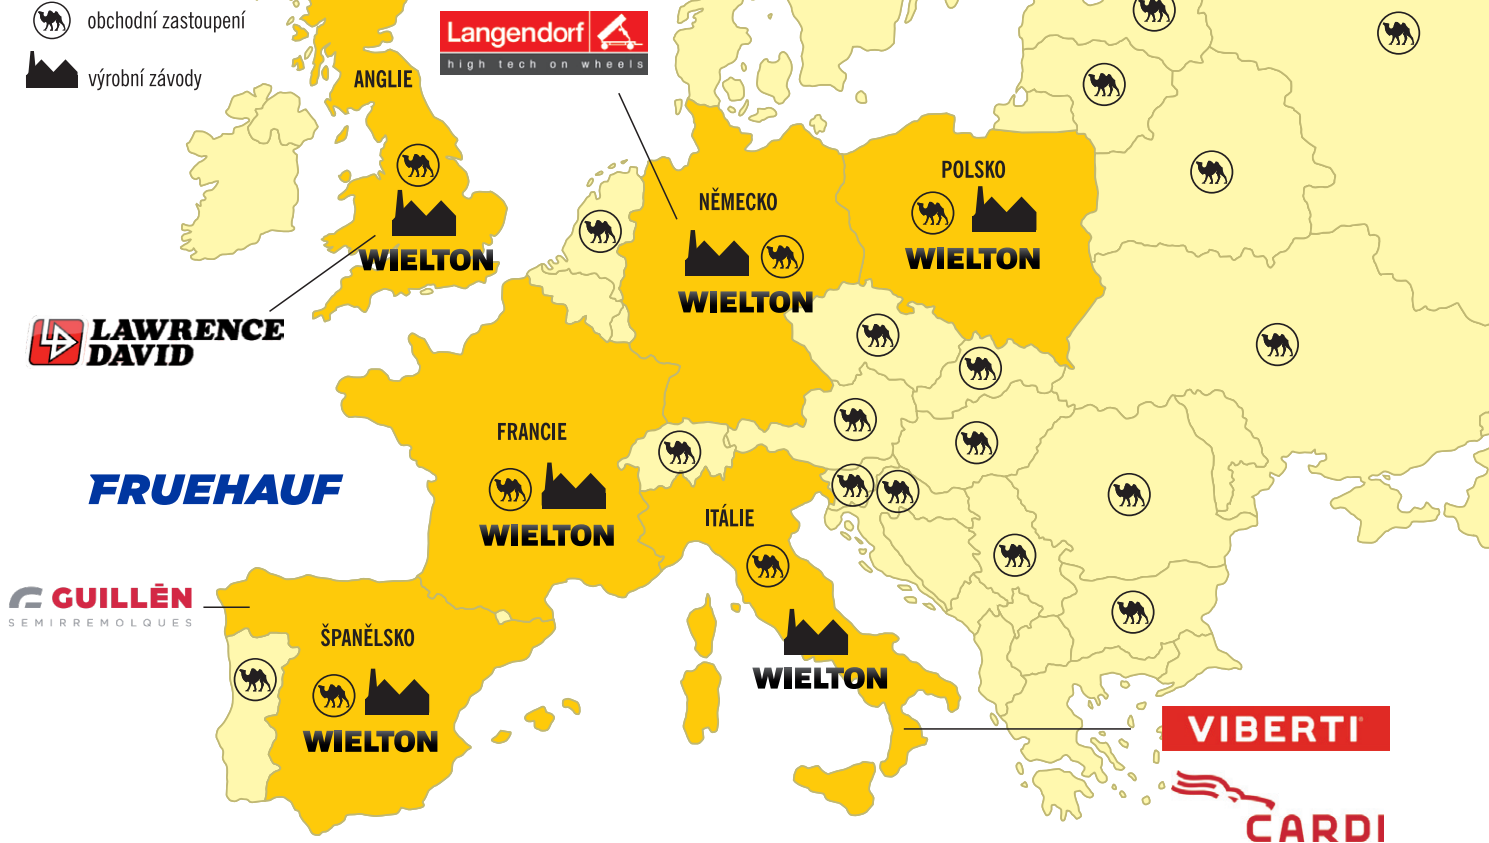 obchodní zastoupení
výrobní závody
Langendorf
high tech on wheels
ANGLIE
WIELTON
LAWRENCE
DAVID
NĚMECKO
WIELTON
POLSKO
WIELTON
FRANCIE
WIELTON
FRUEHAUF
ITÁLIE
WIELTON
GUILLÉN
SEMIRREMOLQUES
ŠPANĚLSKO
WIELTON
VIBERTI
CARDI